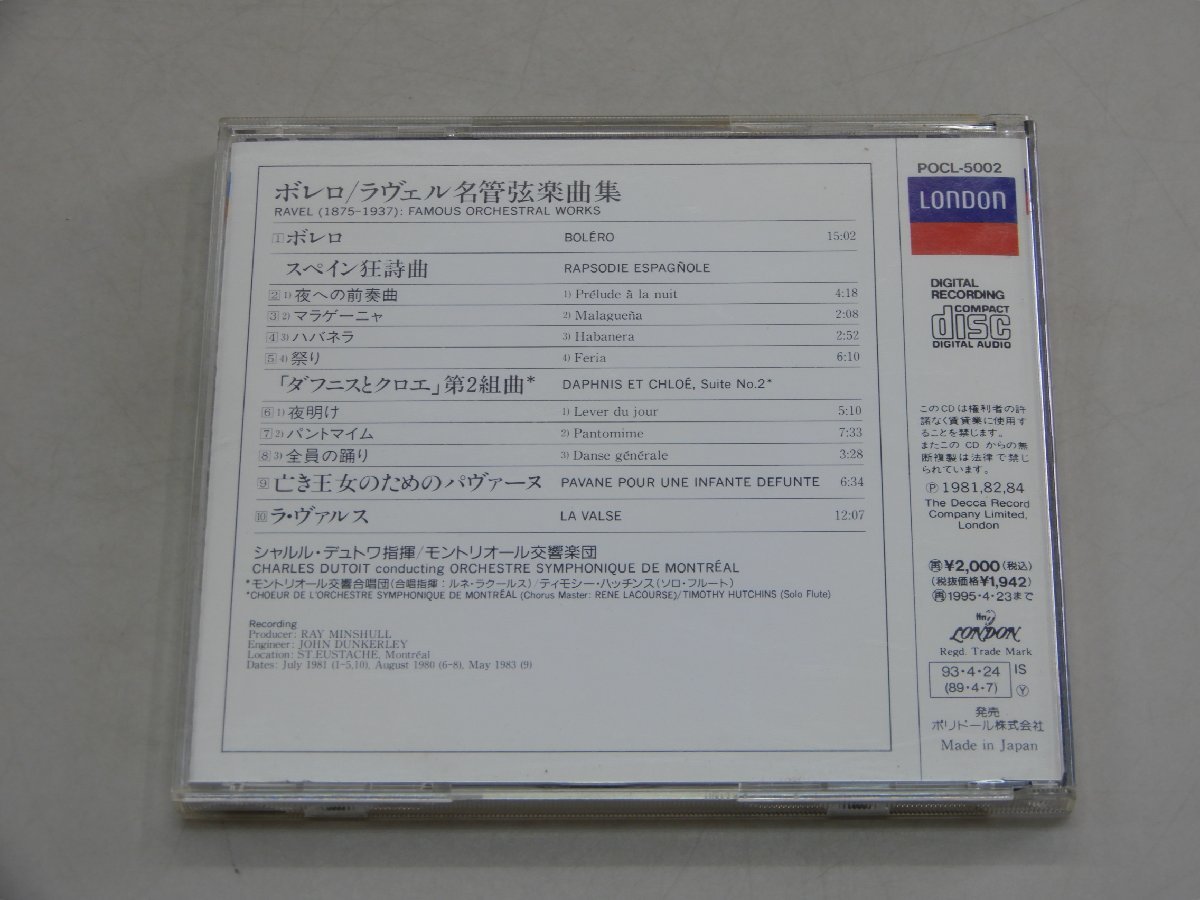 ボレロ/ラヴェル名管弦楽曲集
RAVEL (1875-1937): FAMOUS ORCHESTRAL WORKS
1 ボレロ BOLÉRO 15:02
スペイン狂詩曲 RAPSODIE ESPAGÑOLE
2 1) 夜への前奏曲 1) Prélude à la nuit 4:18
3 2) マラゲーニャ 2) Malagueña 2:08
4 3) ハバネラ 3) Habanera 2:52
5 4) 祭り 4) Feria 6:10
「ダフニスとクロエ」第2組曲* DAPHNIS ET CHLOÉ, Suite No.2*
6 1) 夜明け 1) Lever du jour 5:10
7 2) パントマイム 2) Pantomime 7:33
8 3) 全員の踊り 3) Danse générale 3:28
9 亡き王女のためのパヴァーヌ PAVANE POUR UNE INFANTE DEFUNTE 6:34
10 ラ・ヴァルス LA VALSE 12:07
シャルル・デュトワ指揮/モントリオール交響楽団
CHARLES DUTOIT conducting ORCHESTRE SYMPHONIQUE DE MONTRÉAL
*モントリオール交響合唱団(合唱指揮:ルネ・ラクールス)/ティモシー・ハッチンス(ソロ・フルート)
*CHOEUR DE L'ORCHESTRE SYMPHONIQUE DE MONTRÉAL (Chorus Master: RENE LACOURSE)/TIMOTHY HUTCHINS (Solo Flute)
Recording
Producer: RAY MINSHULL
Engineer: JOHN DUNKERLEY
Location: ST.EUSTACHE, Montréal
Dates: July 1981 (1-5,10), August 1980 (6-8), May 1983 (9)
POCL-5002
LONDON
DIGITAL
RECORDING
COMPACT
disc
DIGITAL AUDIO
このCDは権利者の許
諾なく賃貸業に使用す
ることを禁じます。
またこの CD からの無
断複製は法律で禁じ
られています。
Ⓟ 1981,82,84
The Decca Record
Company Limited,
London
再¥2,000(税込)
(税抜価格¥1,942)
再1995・4・23まで
ffrr
LONDON
Regd. Trade Mark
93・4・24 IS
(89・4・7) Ⓨ
発売
ポリドール株式会社
Made in Japan